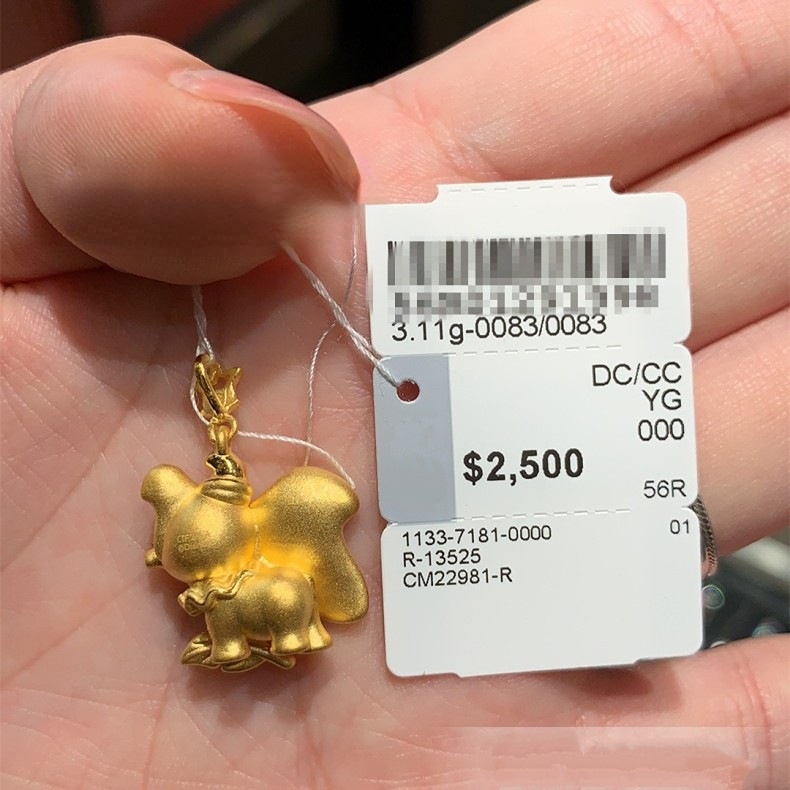 3.11g-0083/0083
DC/CC
YG
000
$2,500
56R
1133-7181-0000
01
R-13525
CM22981-R